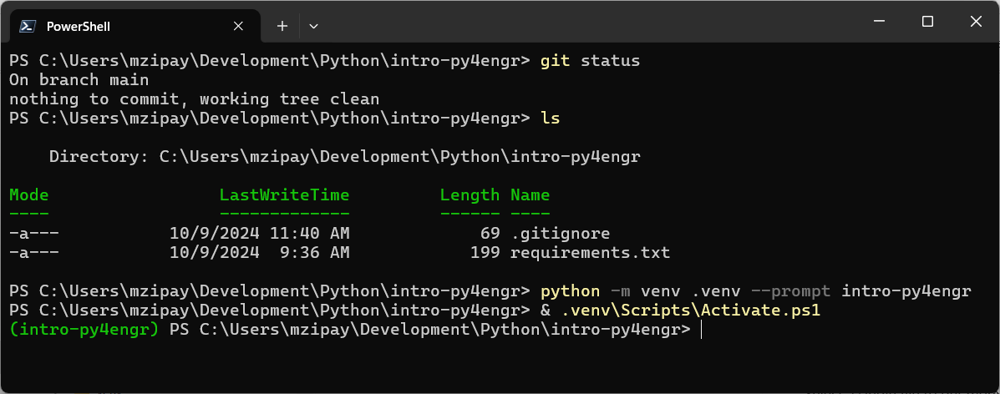 PowerShell
PS C:\Users\mzipay\Development\Python\intro-py4engr> git status
On branch main
nothing to commit, working tree clean
PS C:\Users\mzipay\Development\Python\intro-py4engr> ls
    Directory: C:\Users\mzipay\Development\Python\intro-py4engr
Mode                 LastWriteTime         Length Name
----                 -------------         ------ ----
-a---           10/9/2024 11:40 AM             69 .gitignore
-a---           10/9/2024  9:36 AM            199 requirements.txt
PS C:\Users\mzipay\Development\Python\intro-py4engr> python -m venv .venv --prompt intro-py4engr
PS C:\Users\mzipay\Development\Python\intro-py4engr> & .venv\Scripts\Activate.ps1
(intro-py4engr) PS C:\Users\mzipay\Development\Python\intro-py4engr>